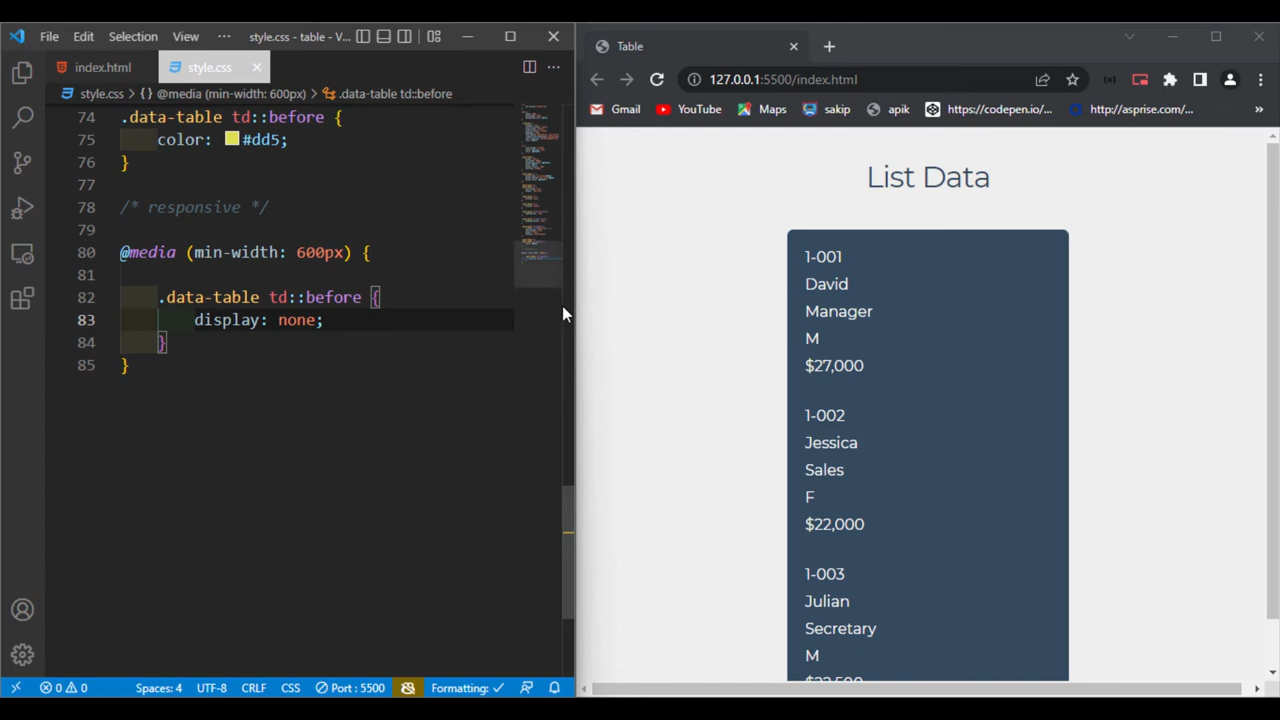 File Edit Selection View ··· style.css - table - V...
index.html style.css
style.css > {} @media (min-width: 600px) > .data-table td::before
74 .data-table td::before {
75 color: #dd5;
76 }
77
78 /* responsive */
79
80 @media (min-width: 600px) {
81
82 .data-table td::before {
83 display: none;
84 }
85 }
0 0 Spaces: 4 UTF-8 CRLF CSS Port : 5500 Formatting: ✓
Table
127.0.0.1:5500/index.html
Gmail YouTube Maps sakip apik https://codepen.io/... http://asprise.com/... »
List Data
1-001
David
Manager
M
$27,000
1-002
Jessica
Sales
F
$22,000
1-003
Julian
Secretary
M